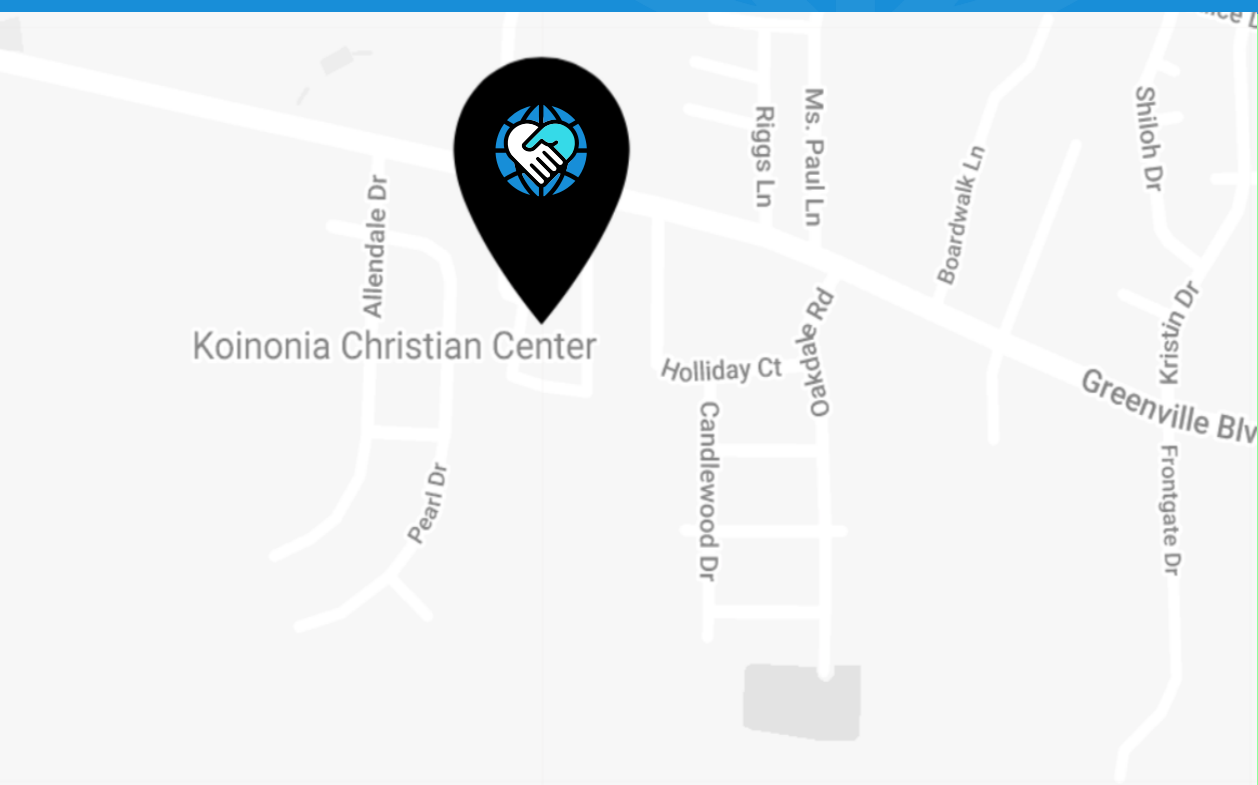 Shiloh Dr
Ms. Paul Ln
Riggs Ln
Boardwalk Ln
Allendale Dr
Kristin Dr
Oakdale Rd
Koinonia Christian Center
Holliday Ct
Greenville Blv
Candlewood Dr
Frontgate Dr
Pearl Dr